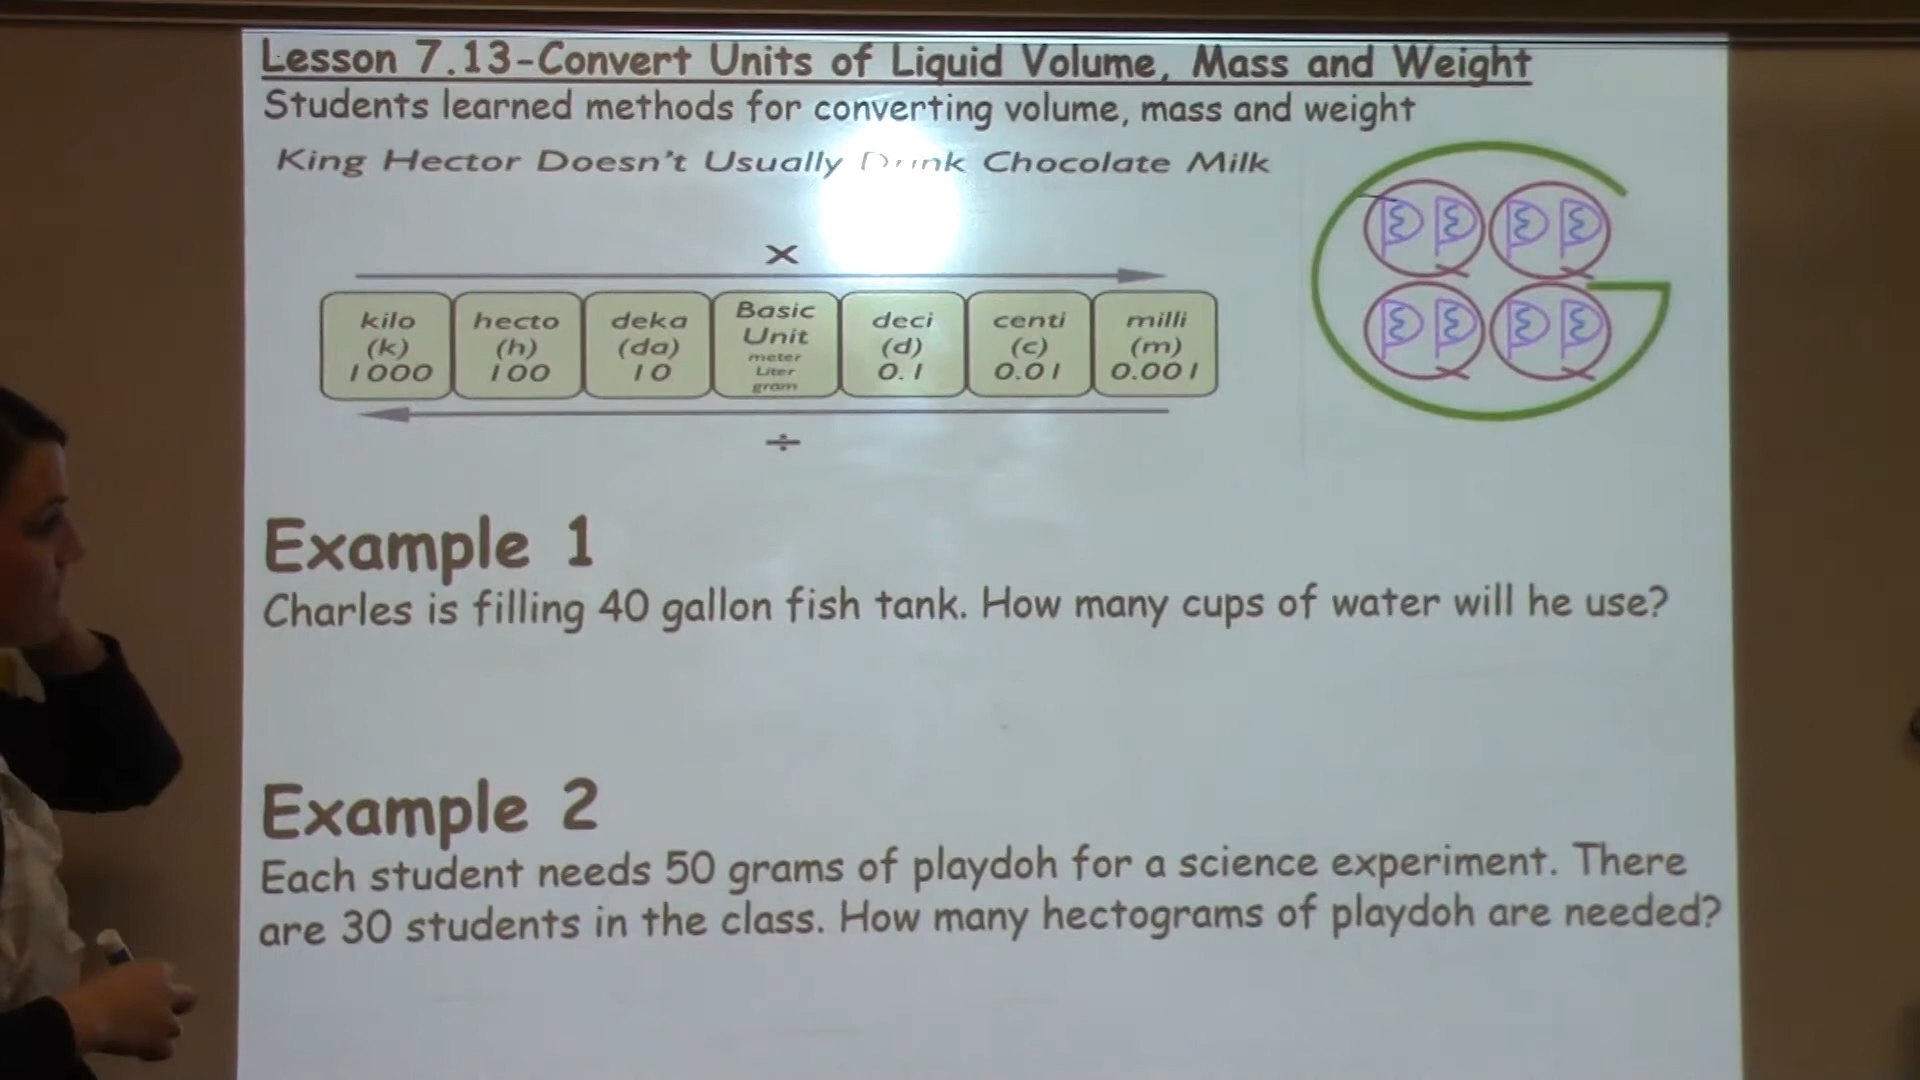 Lesson 7.13-Convert Units of Liquid Volume, Mass and Weight
Students learned methods for converting volume, mass and weight
King Hector Doesn't Usually Drink Chocolate Milk
×
kilo
(k)
1000
hecto
(h)
100
deka
(da)
10
Basic
Unit
meter
Liter
gram
deci
(d)
0.1
centi
(c)
0.01
milli
(m)
0.001
÷
Example 1
Charles is filling 40 gallon fish tank. How many cups of water will he use?
Example 2
Each student needs 50 grams of playdoh for a science experiment. There
are 30 students in the class. How many hectograms of playdoh are needed?